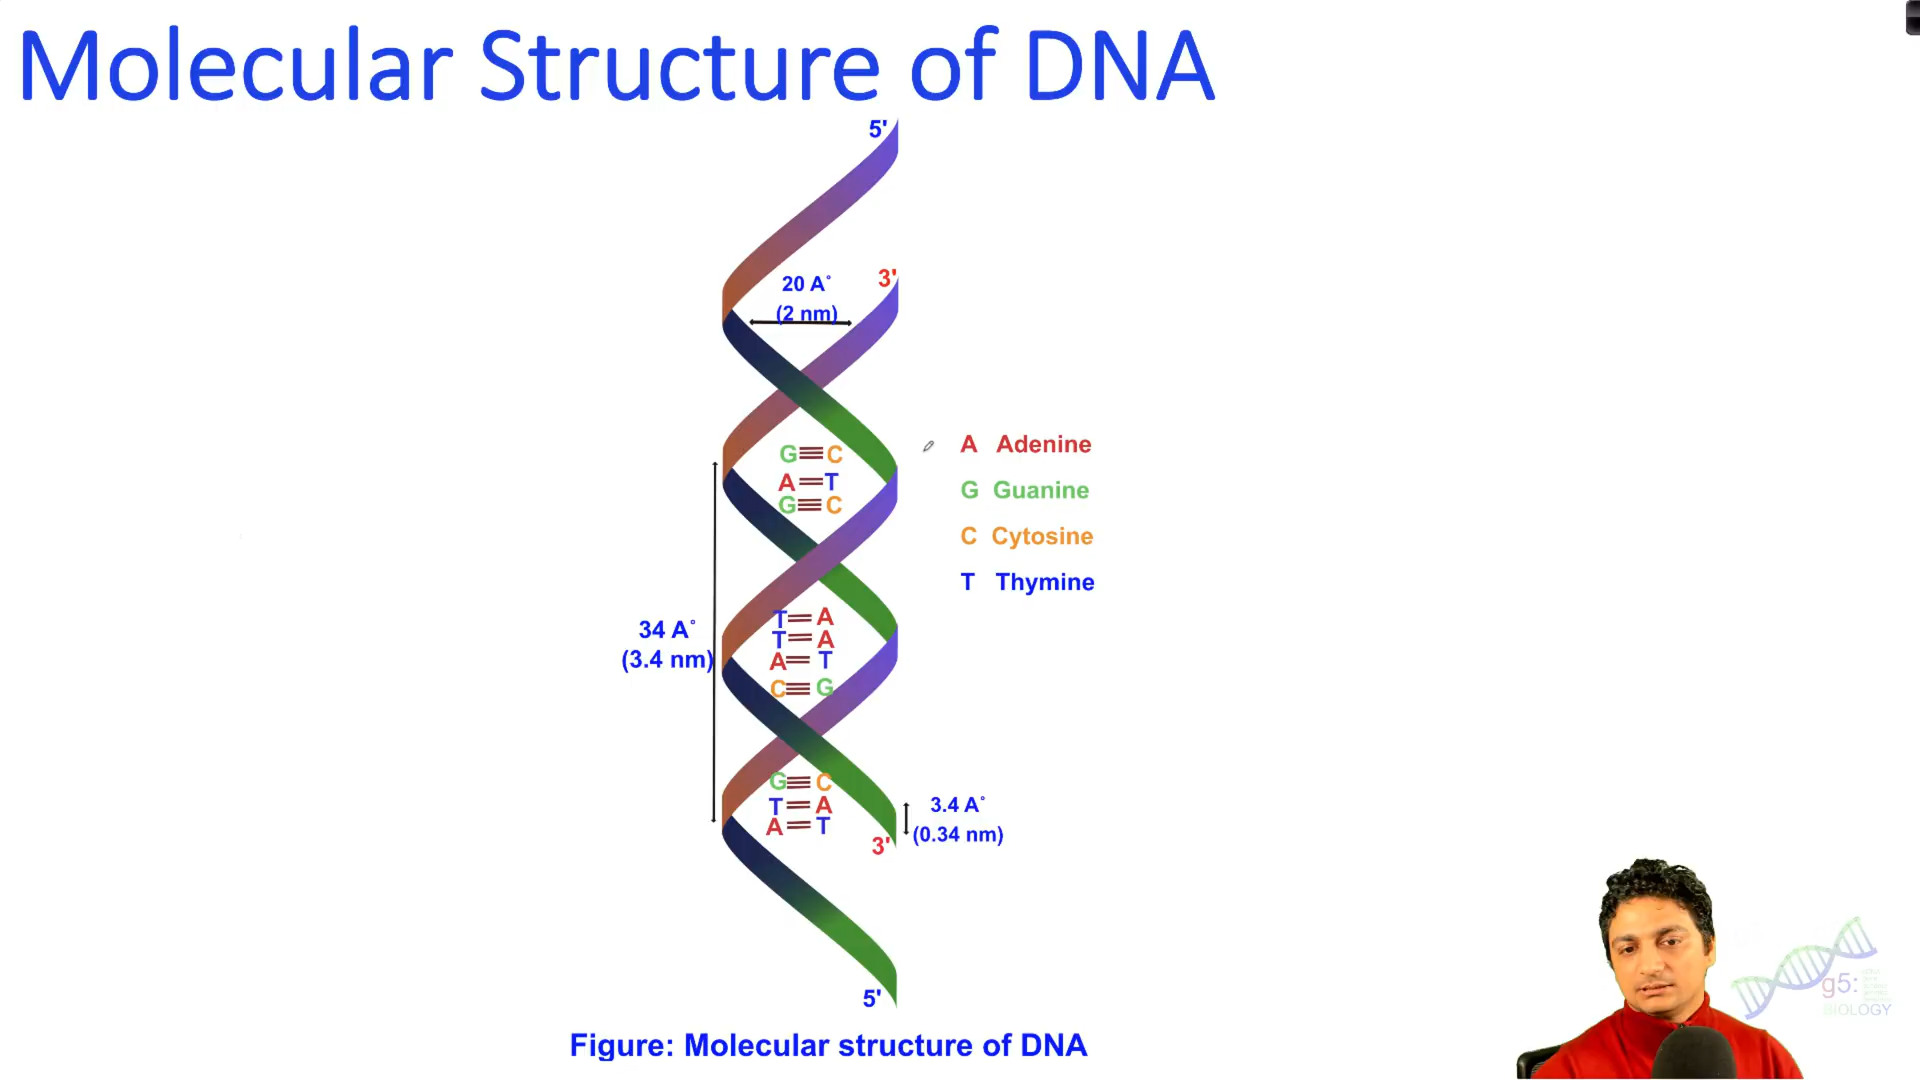 Molecular Structure of DNA
5'
20 A°
(2 nm)
3'
G≡C
A=T
G≡C
A Adenine
G Guanine
C Cytosine
T Thymine
34 A°
(3.4 nm)
T=A
T=A
A=T
C≡G
G≡C
T=A
A=T
3.4 A°
(0.34 nm)
3'
5'
Figure: Molecular structure of DNA
g5:
BIOLOGY